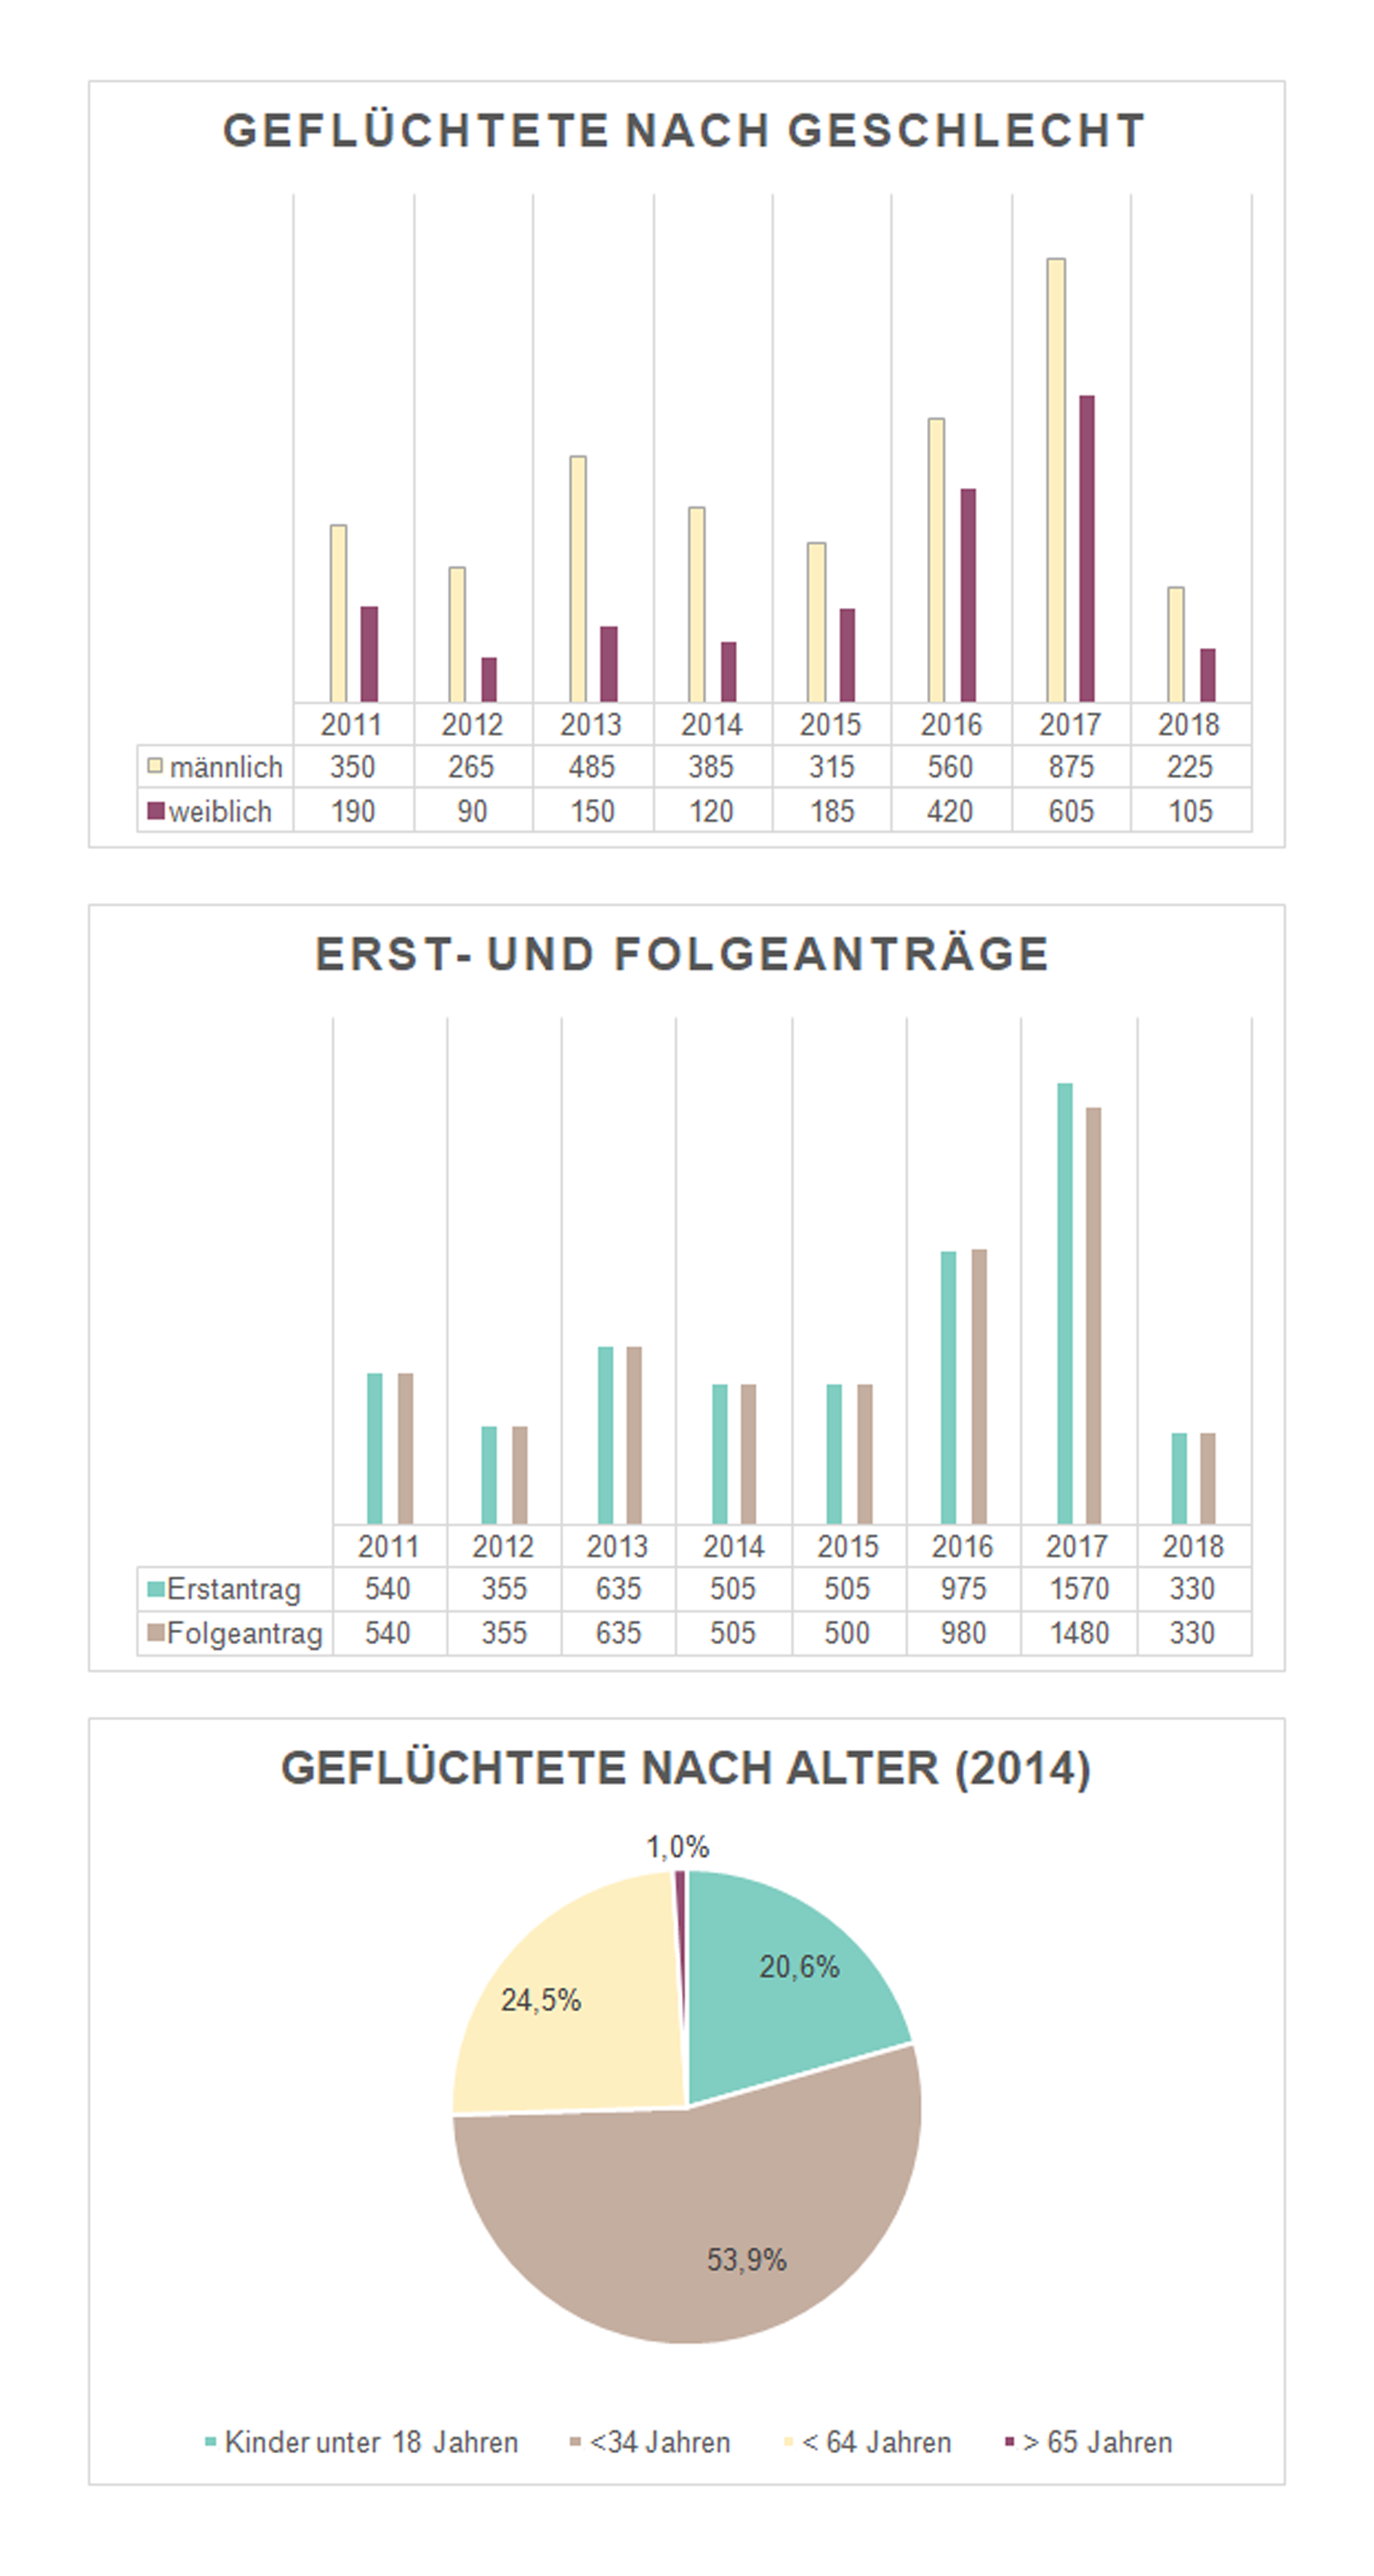 GEFLÜCHTETE NACH GESCHLECHT
2011 2012 2013 2014 2015 2016 2017 2018
männlich 350 265 485 385 315 560 875 225
weiblich 190 90 150 120 185 420 605 105
ERST- UND FOLGEANTRÄGE
2011 2012 2013 2014 2015 2016 2017 2018
Erstantrag 540 355 635 505 505 975 1570 330
Folgeantrag 540 355 635 505 500 980 1480 330
GEFLÜCHTETE NACH ALTER (2014)
1,0%
20,6%
24,5%
53,9%
Kinder unter 18 Jahren <34 Jahren < 64 Jahren > 65 Jahren